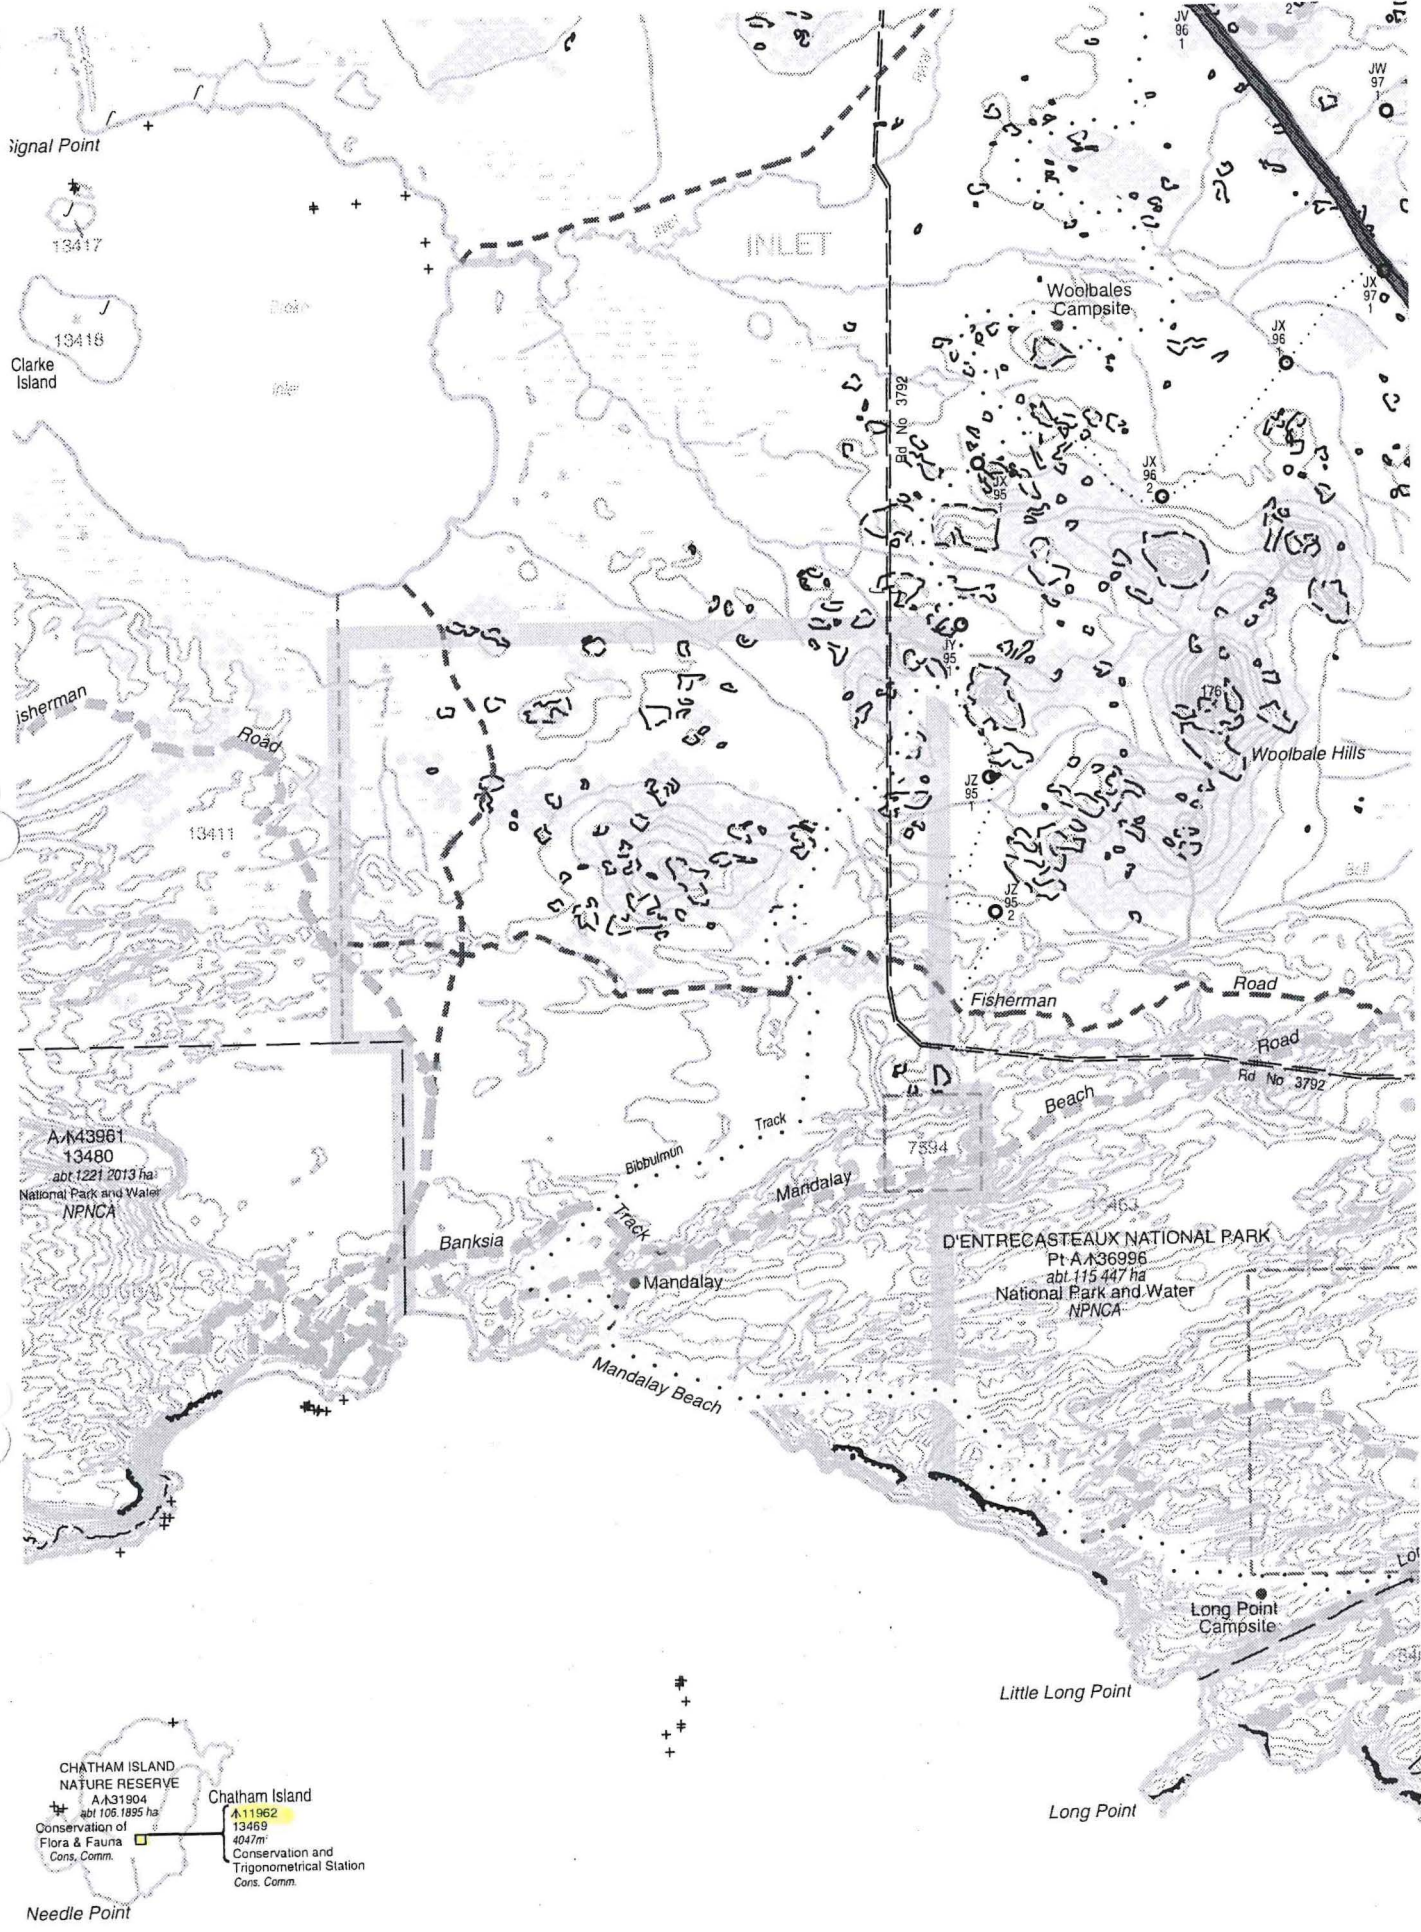 JV
96
1
2
JW
97
1
Signal Point
13417
INLET
JX
97
1
Woolbales
Campsite
Broke
13418
JX
96
1
Clarke
Island
Inlet
Rd No 3792
JX
96
2
JX
95
1
JY
95
1
isherman
Road
176
Woolbale Hills
JZ
95
1
13411
JZ
95
2
Fisherman
Road
Road
Rd No 3792
Beach
A 43961
13480
abt 1221 2013 ha
National Park and Water
NPNCA
Track
Bibbulmun
7594
Mandalay
Track
Banksia
D'ENTRECASTEAUX NATIONAL PARK
Pt A 36996
abt 115 447 ha
National Park and Water
NPNCA
Mandalay
Mandalay Beach
Long Point
Campsite
Little Long Point
CHATHAM ISLAND
NATURE RESERVE
A 31904
abt 106.1895 ha
Conservation of
Flora & Fauna
Cons. Comm.
Chatham Island
11962
13469
4047m²
Conservation and
Trigonometrical Station
Cons. Comm.
Long Point
Needle Point